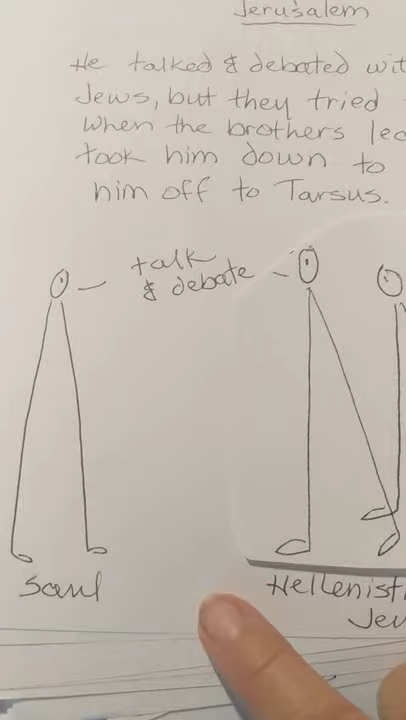 Jerusalem
He talked & debated wit
Jews, but they tried
when the brothers lea
took him down to
him off to Tarsus.
talk
& debate
Saul
Hellenist
Jew